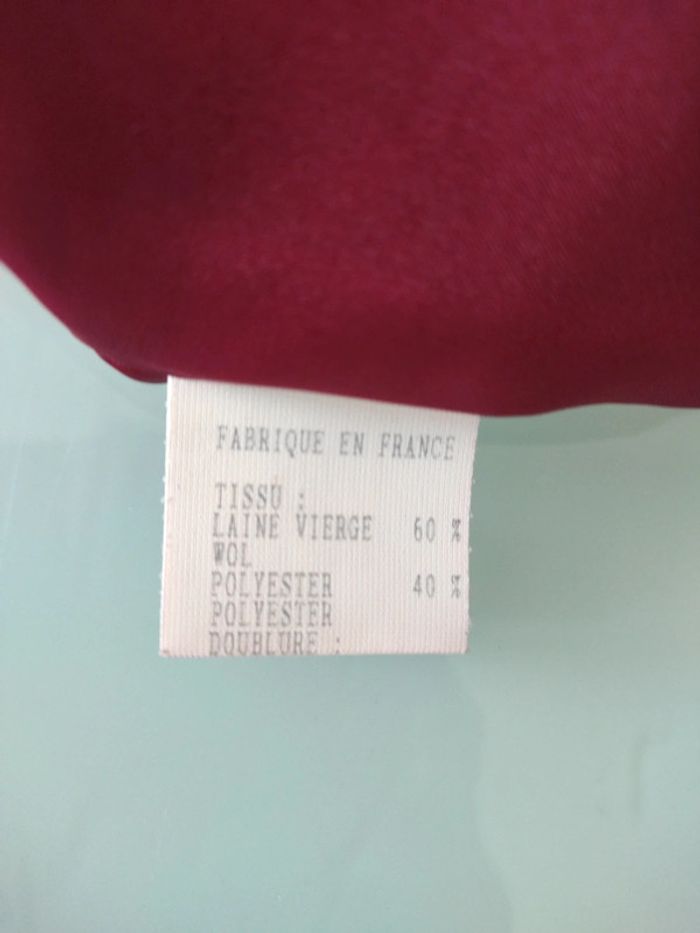 FABRIQUE EN FRANCE
TISSU :
LAINE VIERGE 60 %
WOL
POLYESTER 40 %
POLYESTER
DOUBLURE :